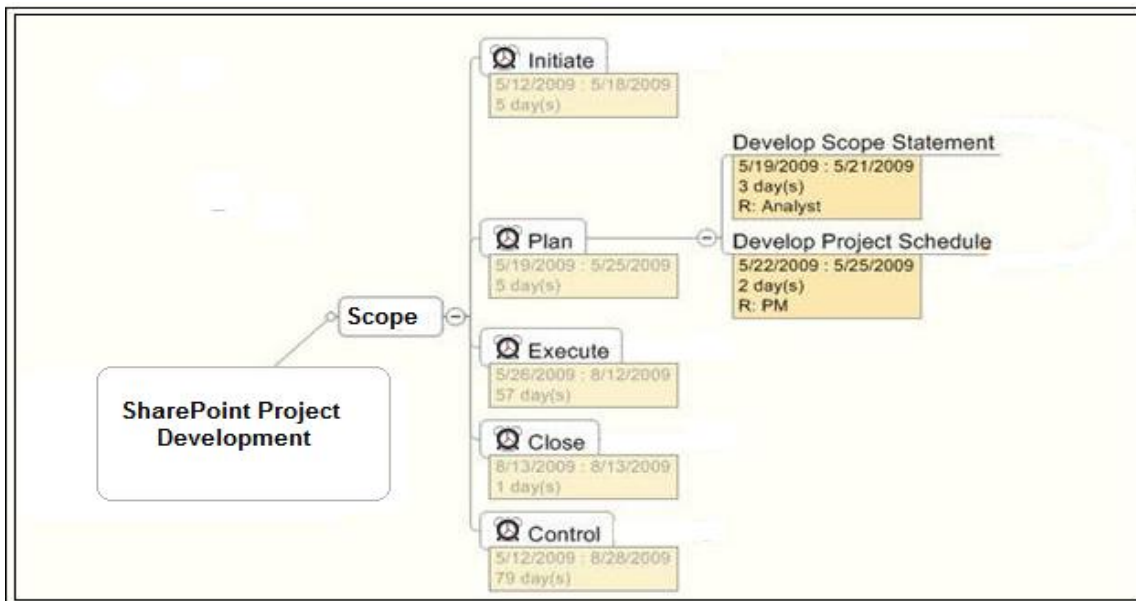 Initiate
5/12/2009 : 5/18/2009
5 day(s)
Develop Scope Statement
5/19/2009 : 5/21/2009
3 day(s)
R: Analyst
Plan
5/19/2009 : 5/25/2009
5 day(s)
Develop Project Schedule
5/22/2009 : 5/25/2009
2 day(s)
R: PM
Scope
Execute
5/26/2009 : 8/12/2009
57 day(s)
SharePoint Project
Development
Close
8/13/2009 : 8/13/2009
1 day(s)
Control
5/12/2009 : 8/28/2009
79 day(s)